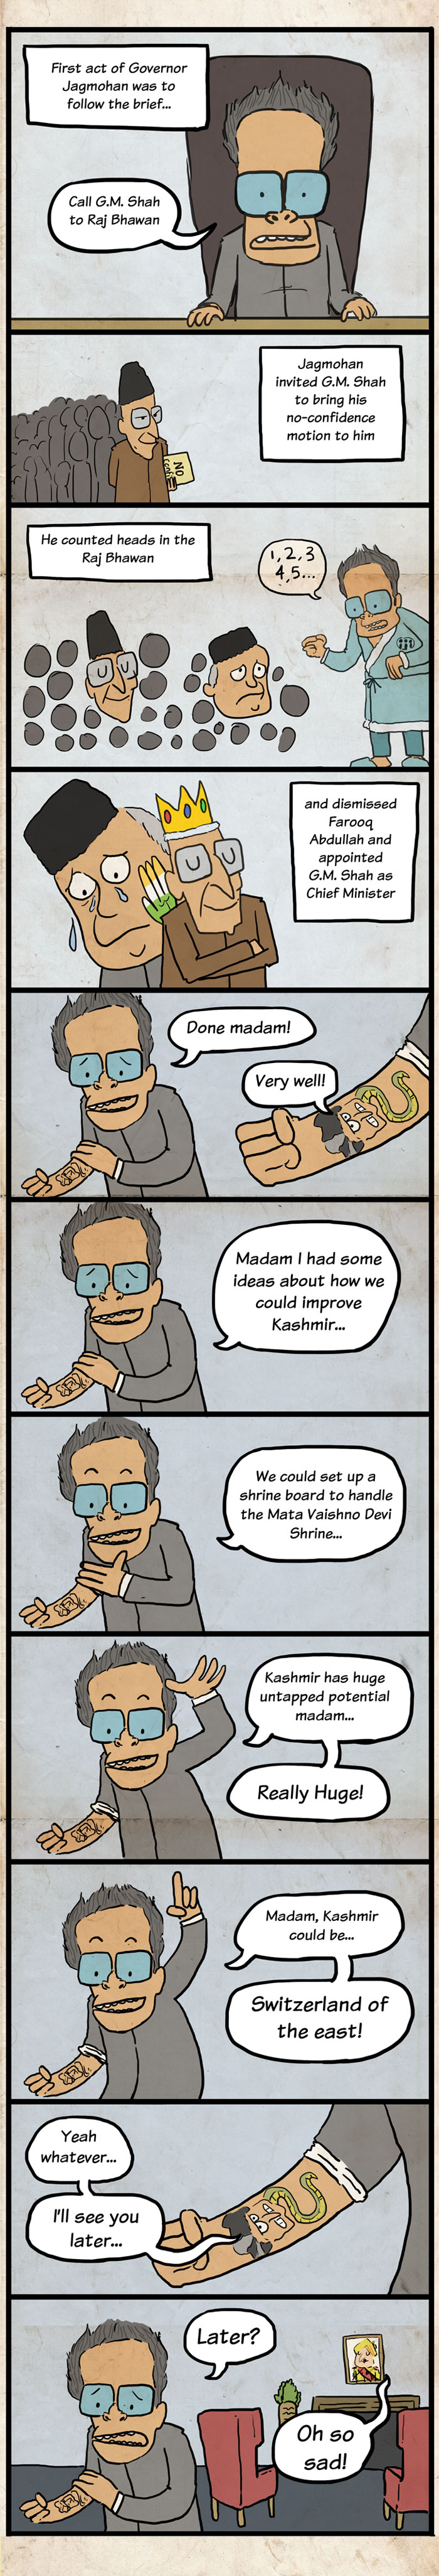 First act of Governor
Jagmohan was to
follow the brief...
Call G.M. Shah
to Raj Bhawan
Jagmohan
invited G.M. Shah
to bring his
no-confidence
motion to him
NO
He counted heads in the
Raj Bhawan
1, 2, 3
4, 5...
and dismissed
Farooq
Abdullah and
appointed
G.M. Shah as
Chief Minister
Done madam!
Very well!
Madam I had some
ideas about how we
could improve
Kashmir...
We could set up a
shrine board to handle
the Mata Vaishno Devi
Shrine...
Kashmir has huge
untapped potential
madam...
Really Huge!
Madam, Kashmir
could be...
Switzerland of
the east!
Yeah
whatever...
I'll see you
later...
Later?
Oh so
sad!